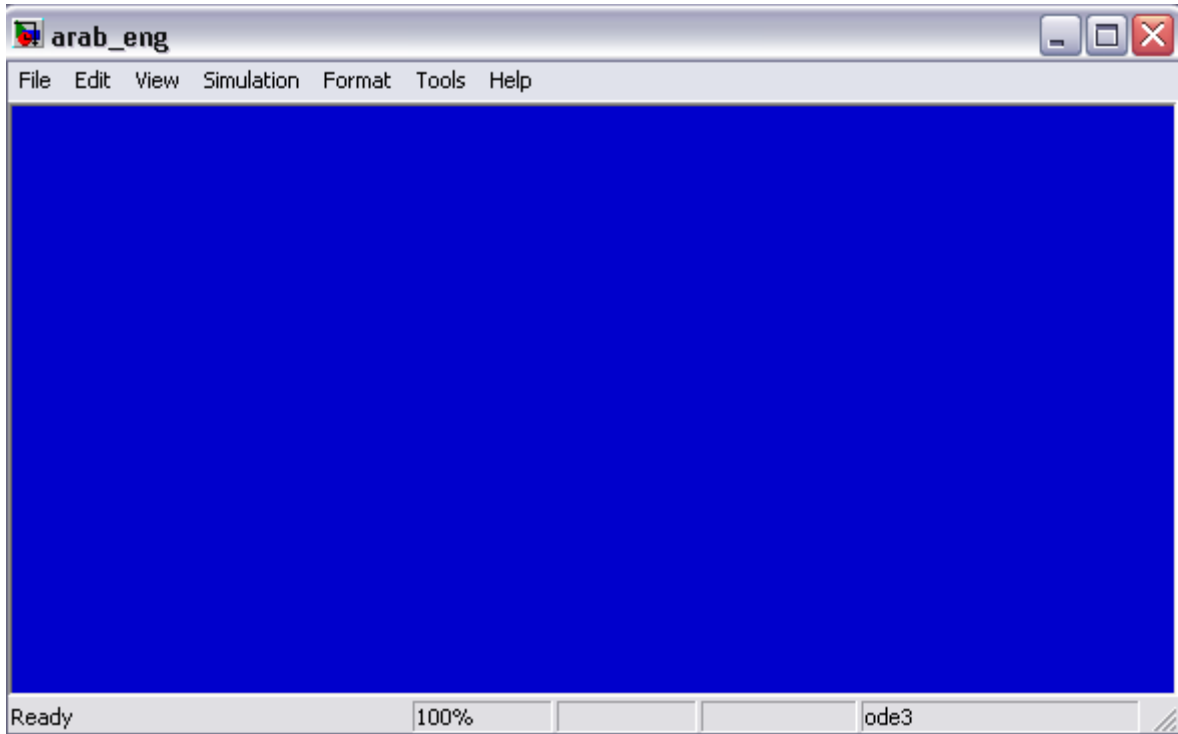 arab_eng
File Edit View Simulation Format Tools Help
Ready 100% ode3